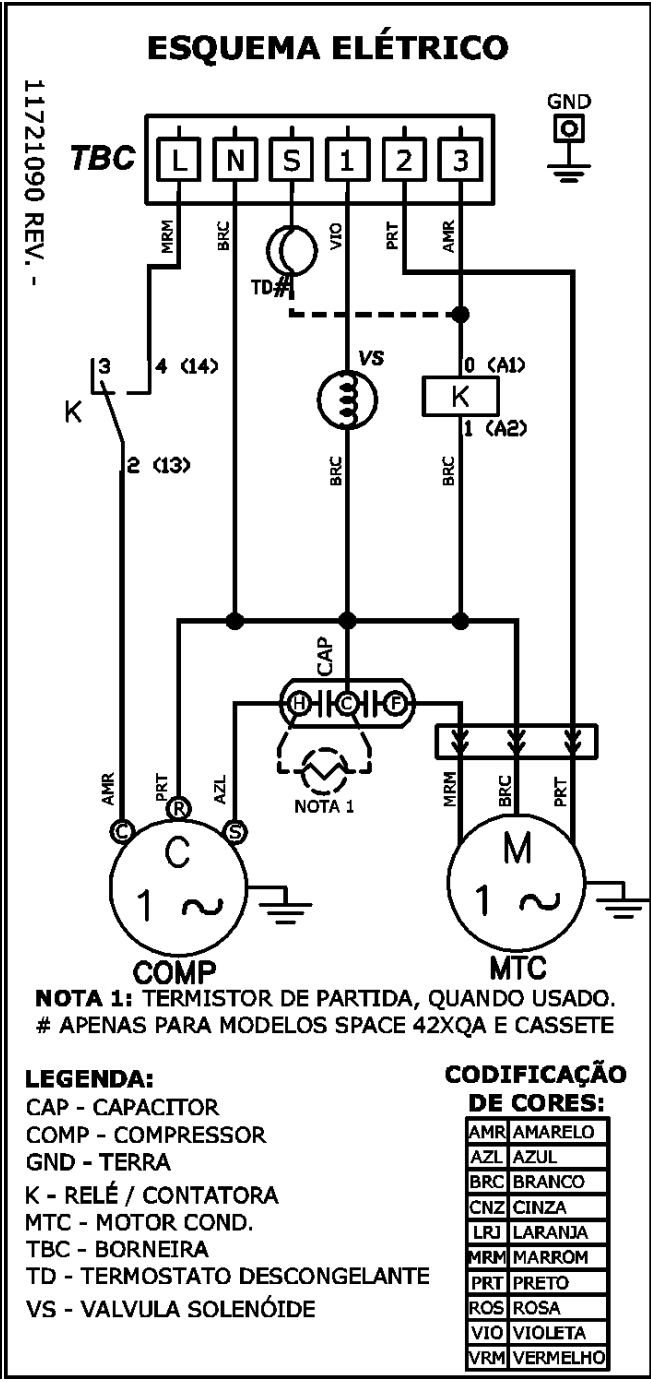 ESQUEMA ELÉTRICO
11721090 REV. -
GND
TBC L N S 1 2 3
MRM BRC VIO PRT AMR
TD#
VS
3 4 (14)
0 (A1)
K
K
1 (A2)
2 (13)
BRC BRC
CAP
H C F
AMR PRT AZL
NOTA 1
MRM BRC PRT
C R S
C
1 ~
M
1 ~
COMP
MTC
NOTA 1: TERMISTOR DE PARTIDA, QUANDO USADO.
# APENAS PARA MODELOS SPACE 42XQA E CASSETE
LEGENDA:
CAP - CAPACITOR
COMP - COMPRESSOR
GND - TERRA
K - RELÉ / CONTATORA
MTC - MOTOR COND.
TBC - BORNEIRA
TD - TERMOSTATO DESCONGELANTE
VS - VALVULA SOLENÓIDE
CODIFICAÇÃO
DE CORES:
AMR AMARELO
AZL AZUL
BRC BRANCO
CNZ CINZA
LRJ LARANJA
MRM MARROM
PRT PRETO
ROS ROSA
VIO VIOLETA
VRM VERMELHO